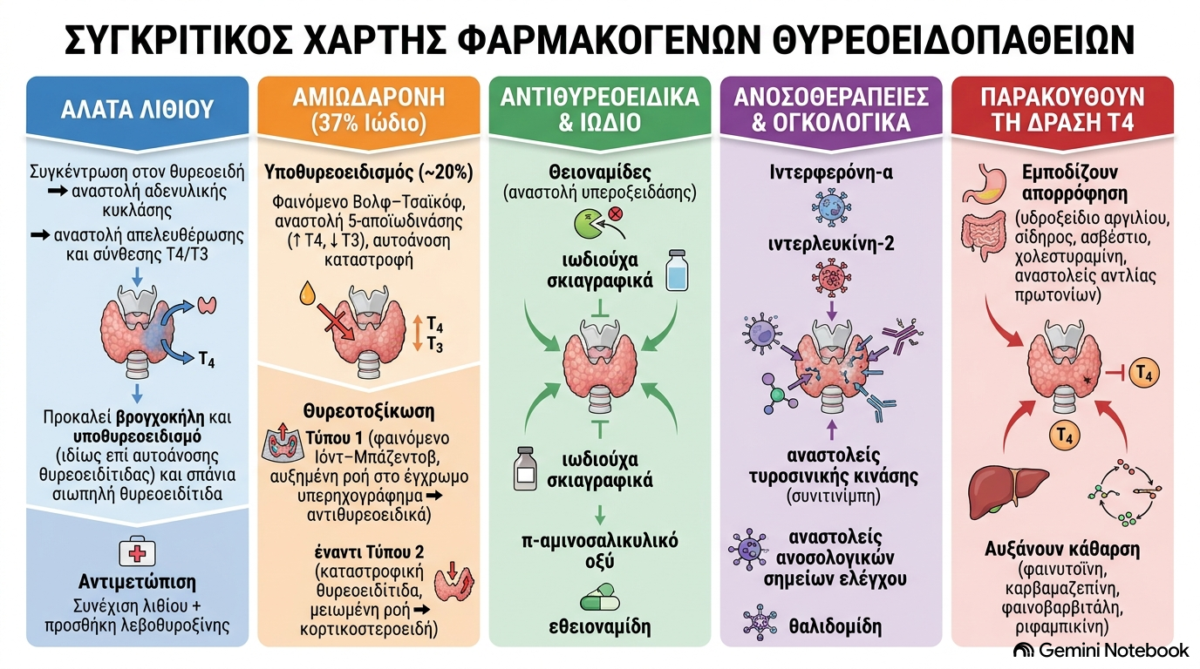 ΣΥΓΚΡΙΤΙΚΟΣ ΧΑΡΤΗΣ ΦΑΡΜΑΚΟΓΕΝΩΝ ΘΥΡΕΟΕΙΔΟΠΑΘΕΙΩΝ
ΑΛΑΤΑ ΛΙΘΙΟΥ
Συγκέντρωση στον θυρεοειδή
➞ αναστολή αδενυλικής
κυκλάσης
➞ αναστολή απελευθέρωσης
και σύνθεσης T4/T3
T₄
Προκαλεί βρογχοκήλη και
υποθυρεοειδισμό
(ιδίως επί αυτοάνοσης
θυρεοειδίτιδας) και σπάνια
σιωπηλή θυρεοειδίτιδα
Αντιμετώπιση
Συνέχιση λιθίου +
προσθήκη λεβοθυροξίνης
ΑΜΙΩΔΑΡΟΝΗ
(37% Ιώδιο)
Υποθυρεοειδισμός (~20%)
Φαινόμενο Βολφ–Τσαϊκόφ,
αναστολή 5-αποϊωδινάσης
(↑ T4, ↓ T3), αυτοάνοση
καταστροφή
T₄
T₃
Θυρεοτοξίκωση
Τύπου 1 (φαινόμενο
Ιόντ–Μπάζεντοβ,
αυξημένη ροή στο έγχρωμο
υπερηχογράφημα ➞
αντιθυρεοειδικά)
έναντι Τύπου 2
(καταστροφική
θυρεοειδίτιδα,
μειωμένη ροή ➞
κορτικοστεροειδή)
ΑΝΤΙΘΥΡΕΟΕΙΔΙΚΑ
& ΙΩΔΙΟ
Θειοναμίδες
(αναστολή υπεροξειδάσης)
ιωδιούχα
σκιαγραφικά
ιωδιούχα
σκιαγραφικά
π-αμινοσαλικυλικό
οξύ
εθειοναμίδη
ΑΝΟΣΟΘΕΡΑΠΕΙΕΣ
& ΟΓΚΟΛΟΓΙΚΑ
Ιντερφερόνη-α
ιντερλευκίνη-2
αναστολείς
τυροσινικής κινάσης
(συνιτινίμπη)
αναστολείς
ανοσολογικών
σημείων ελέγχου
θαλιδομίδη
ΠΑΡΑΚΟΥΘΟΥΝ
ΤΗ ΔΡΑΣΗ T4
Εμποδίζουν
απορρόφηση
(υδροξείδιο αργιλίου,
σίδηρος, ασβέστιο,
χολεστυραμίνη,
αναστολείς αντλίας
πρωτονίων)
T₄
T₄
Αυξάνουν κάθαρση
(φαινυτοΐνη,
καρβαμαζεπίνη,
φαινοβαρβιτάλη,
ριφαμπικίνη)
Gemini Notebook